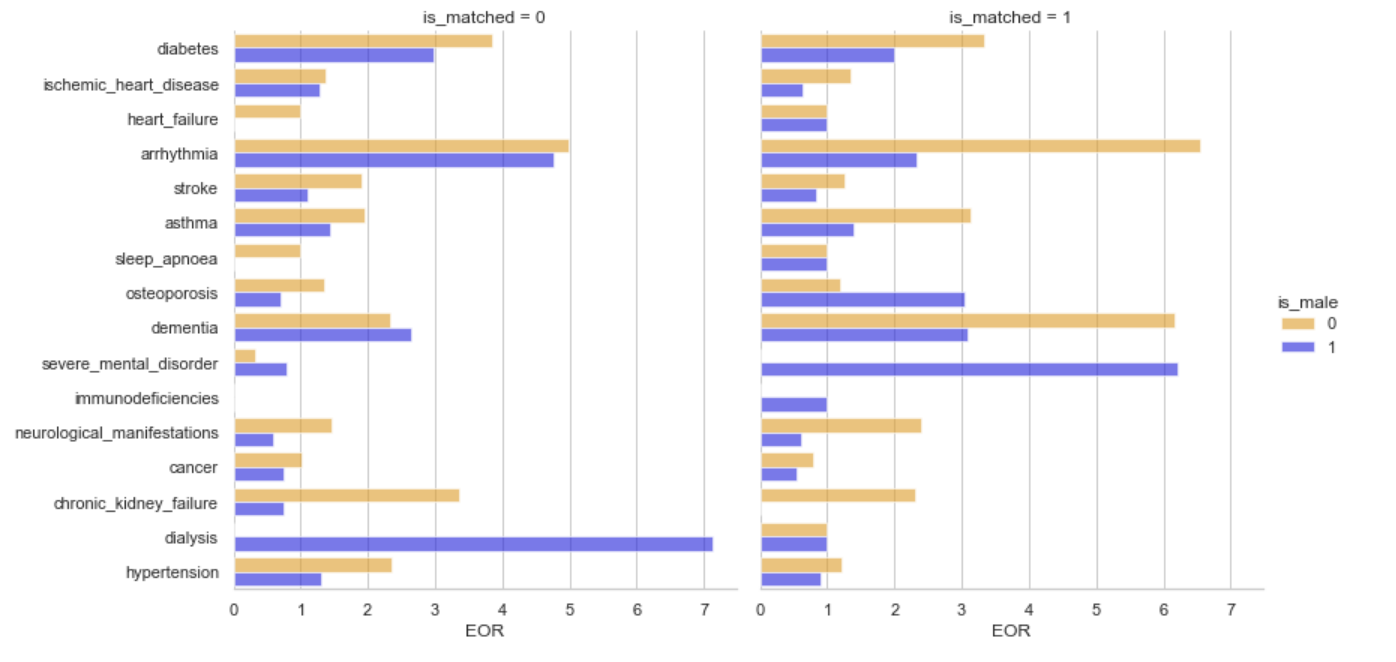 is_matched = 0
is_matched = 1
diabetes
ischemic_heart_disease
heart_failure
arrhythmia
stroke
asthma
sleep_apnoea
osteoporosis
dementia
severe_mental_disorder
immunodeficiencies
neurological_manifestations
cancer
chronic_kidney_failure
dialysis
hypertension
0 1 2 3 4 5 6 7
EOR
0 1 2 3 4 5 6 7
EOR
is_male
0
1